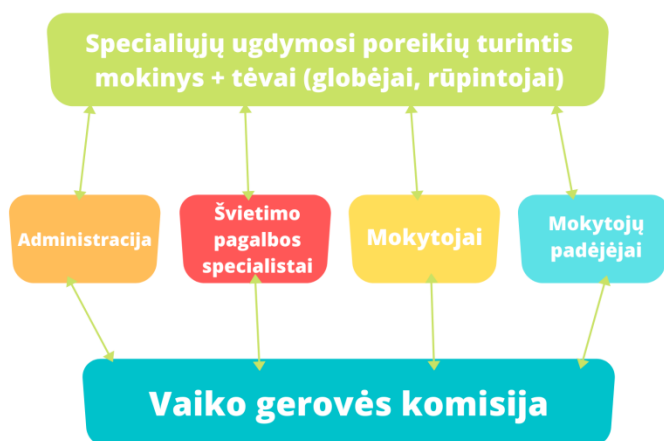 Specialiųjų ugdymosi poreikių turintis
mokinys + tėvai (globėjai, rūpintojai)
Administracija
Švietimo
pagalbos
specialistai
Mokytojai
Mokytojų
padėjėjai
Vaiko gerovės komisija